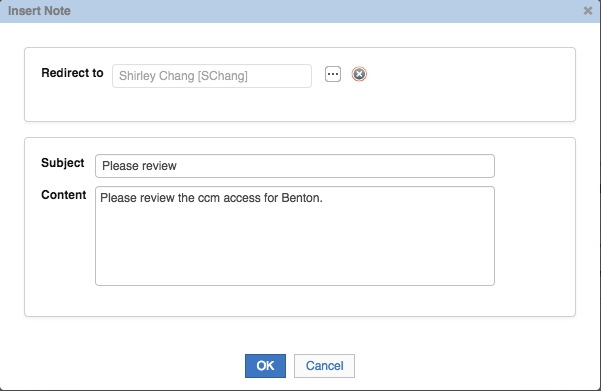 Insert Note
Redirect to Shirley Chang [SChang]
Subject Please review
Content Please review the ccm access for Benton.
OK Cancel